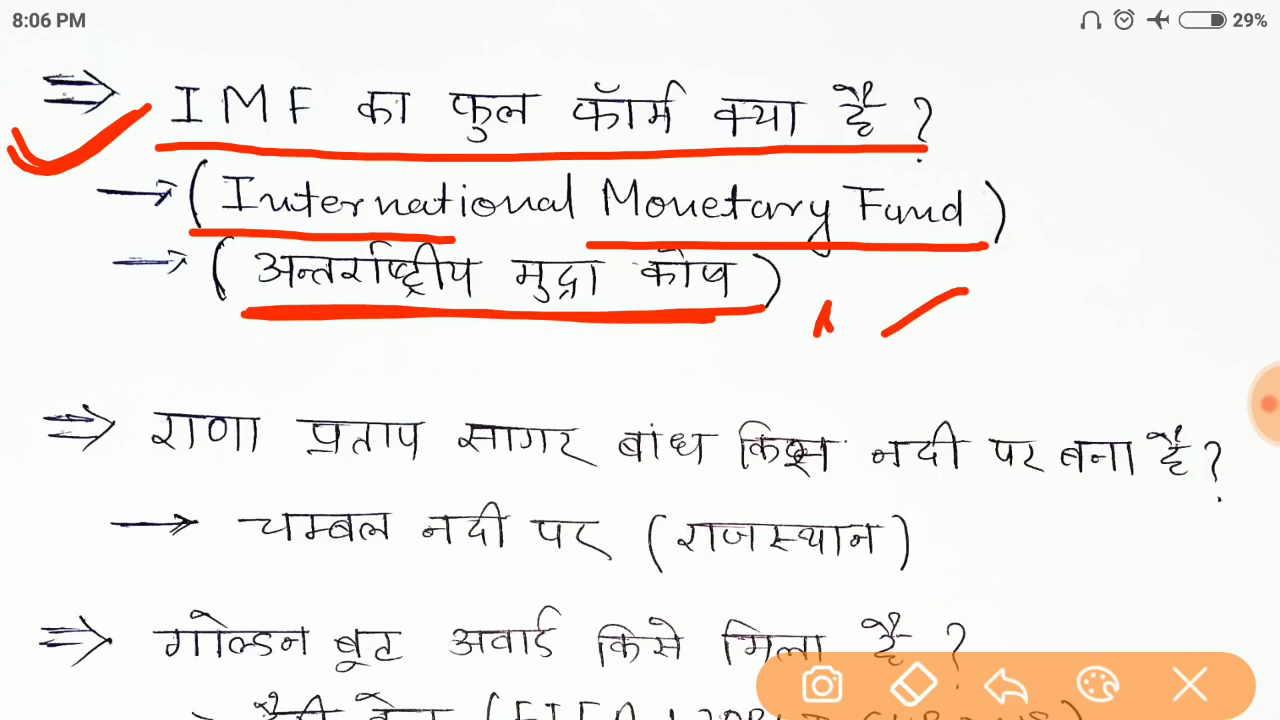 8:06 PM 29%
⇒ IMF का फुल फॉर्म क्या है ?
→ (International Monetary Fund)
→ (अन्तर्राष्ट्रीय मुद्रा कोष)
⇒ राणा प्रताप सागर बांध किस नदी पर बना है ?
→ चम्बल नदी पर (राजस्थान)
⇒ गोल्डन बूट अवार्ड किसे मिला है ?